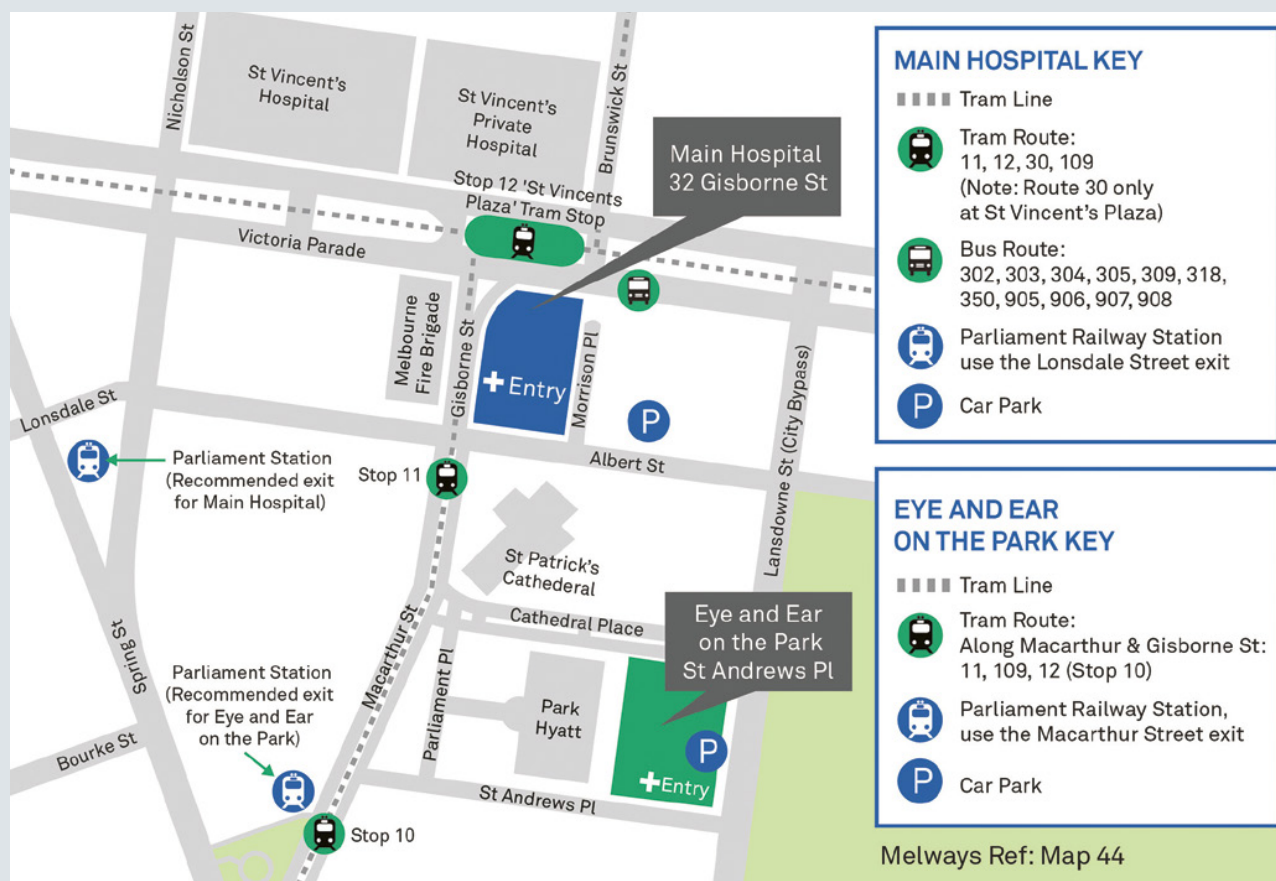 Nicholson St
St Vincent's
Hospital
St Vincent's
Private
Hospital
Brunswick St
Main Hospital
32 Gisborne St
Stop 12 'St Vincents
Plaza' Tram Stop
Victoria Parade
Melbourne
Fire Brigade
Gisborne St
Entry
Morrison Pl
P
Lonsdale St
Albert St
Lansdowne St (City Bypass)
Parliament Station
(Recommended exit
for Main Hospital)
Stop 11
St Patrick's
Cathederal
Cathedral Place
Eye and Ear
on the Park
St Andrews Pl
Spring St
Macarthur St
Parliament Pl
Parliament Station
(Recommended exit
for Eye and Ear
on the Park)
Park
Hyatt
P
Entry
Bourke St
St Andrews Pl
Stop 10
MAIN HOSPITAL KEY
Tram Line
Tram Route:
11, 12, 30, 109
(Note: Route 30 only
at St Vincent's Plaza)
Bus Route:
302, 303, 304, 305, 309, 318,
350, 905, 906, 907, 908
Parliament Railway Station
use the Lonsdale Street exit
P Car Park
EYE AND EAR
ON THE PARK KEY
Tram Line
Tram Route:
Along Macarthur & Gisborne St:
11, 109, 12 (Stop 10)
Parliament Railway Station,
use the Macarthur Street exit
P Car Park
Melways Ref: Map 44